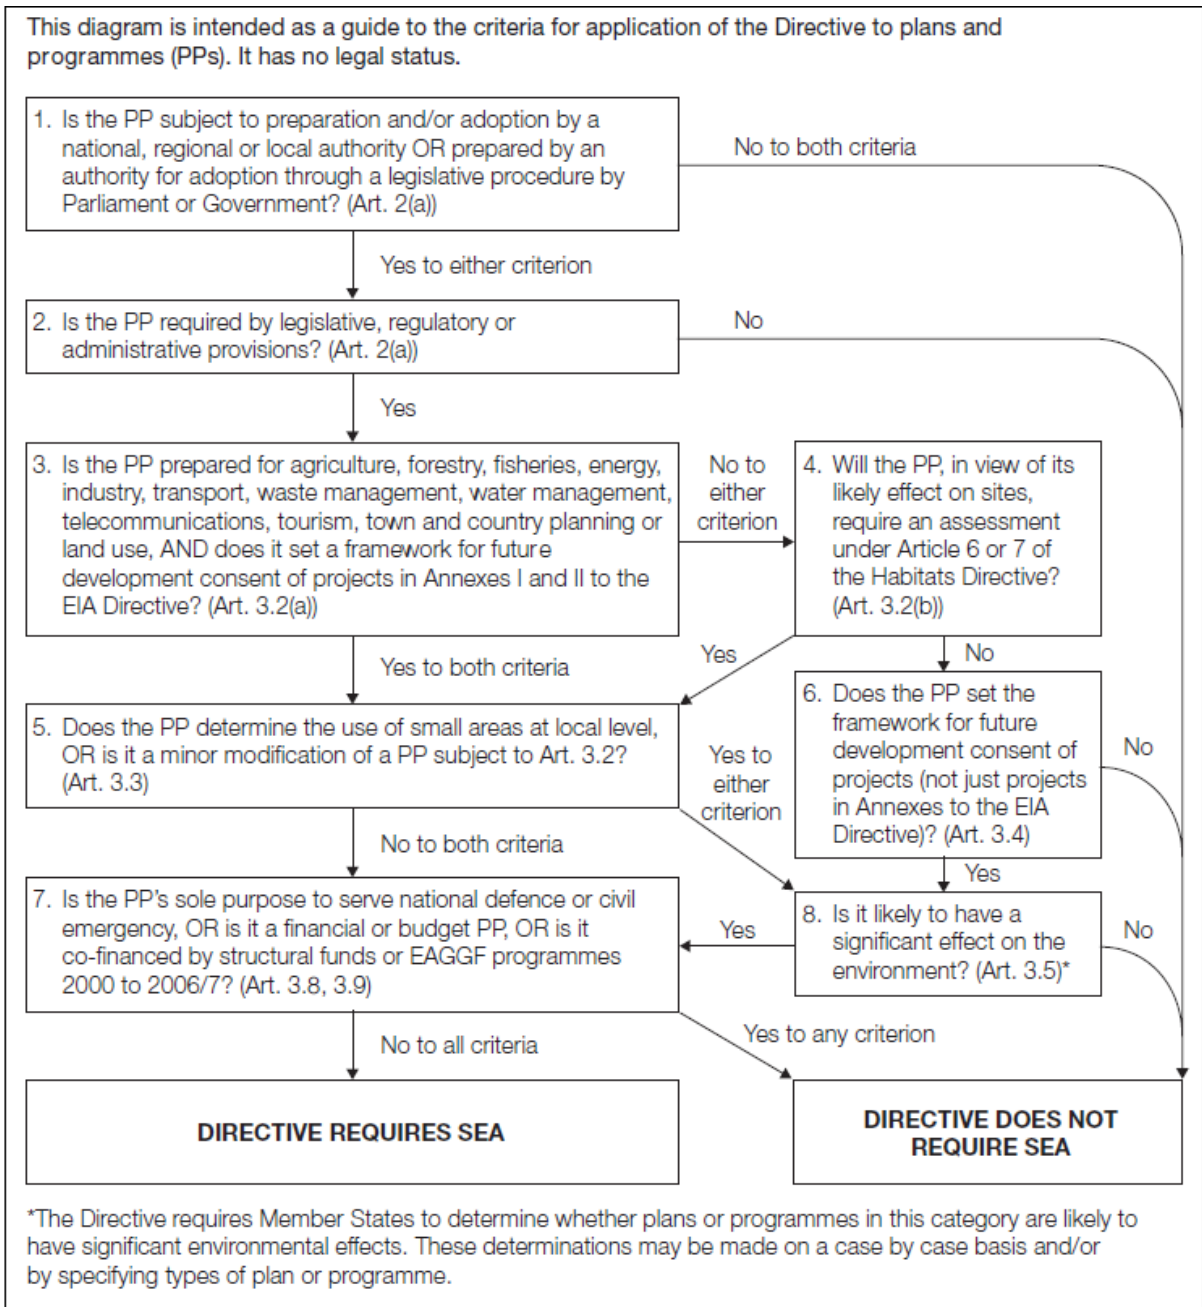 This diagram is intended as a guide to the criteria for application of the Directive to plans and
programmes (PPs). It has no legal status.
1. Is the PP subject to preparation and/or adoption by a
national, regional or local authority OR prepared by an
authority for adoption through a legislative procedure by
Parliament or Government? (Art. 2(a))
No to both criteria
Yes to either criterion
2. Is the PP required by legislative, regulatory or
administrative provisions? (Art. 2(a))
No
Yes
3. Is the PP prepared for agriculture, forestry, fisheries, energy,
industry, transport, waste management, water management,
telecommunications, tourism, town and country planning or
land use, AND does it set a framework for future
development consent of projects in Annexes I and II to the
EIA Directive? (Art. 3.2(a))
No to
either
criterion
4. Will the PP, in view of its
likely effect on sites,
require an assessment
under Article 6 or 7 of
the Habitats Directive?
(Art. 3.2(b))
Yes to both criteria
Yes
No
5. Does the PP determine the use of small areas at local level,
OR is it a minor modification of a PP subject to Art. 3.2?
(Art. 3.3)
Yes to
either
criterion
6. Does the PP set the
framework for future
development consent of
projects (not just projects
in Annexes to the EIA
Directive)? (Art. 3.4)
No
No to both criteria
Yes
7. Is the PP's sole purpose to serve national defence or civil
emergency, OR is it a financial or budget PP, OR is it
co-financed by structural funds or EAGGF programmes
2000 to 2006/7? (Art. 3.8, 3.9)
Yes
8. Is it likely to have a
significant effect on the
environment? (Art. 3.5)*
No
No to all criteria
Yes to any criterion
DIRECTIVE REQUIRES SEA
DIRECTIVE DOES NOT
REQUIRE SEA
*The Directive requires Member States to determine whether plans or programmes in this category are likely to
have significant environmental effects. These determinations may be made on a case by case basis and/or
by specifying types of plan or programme.